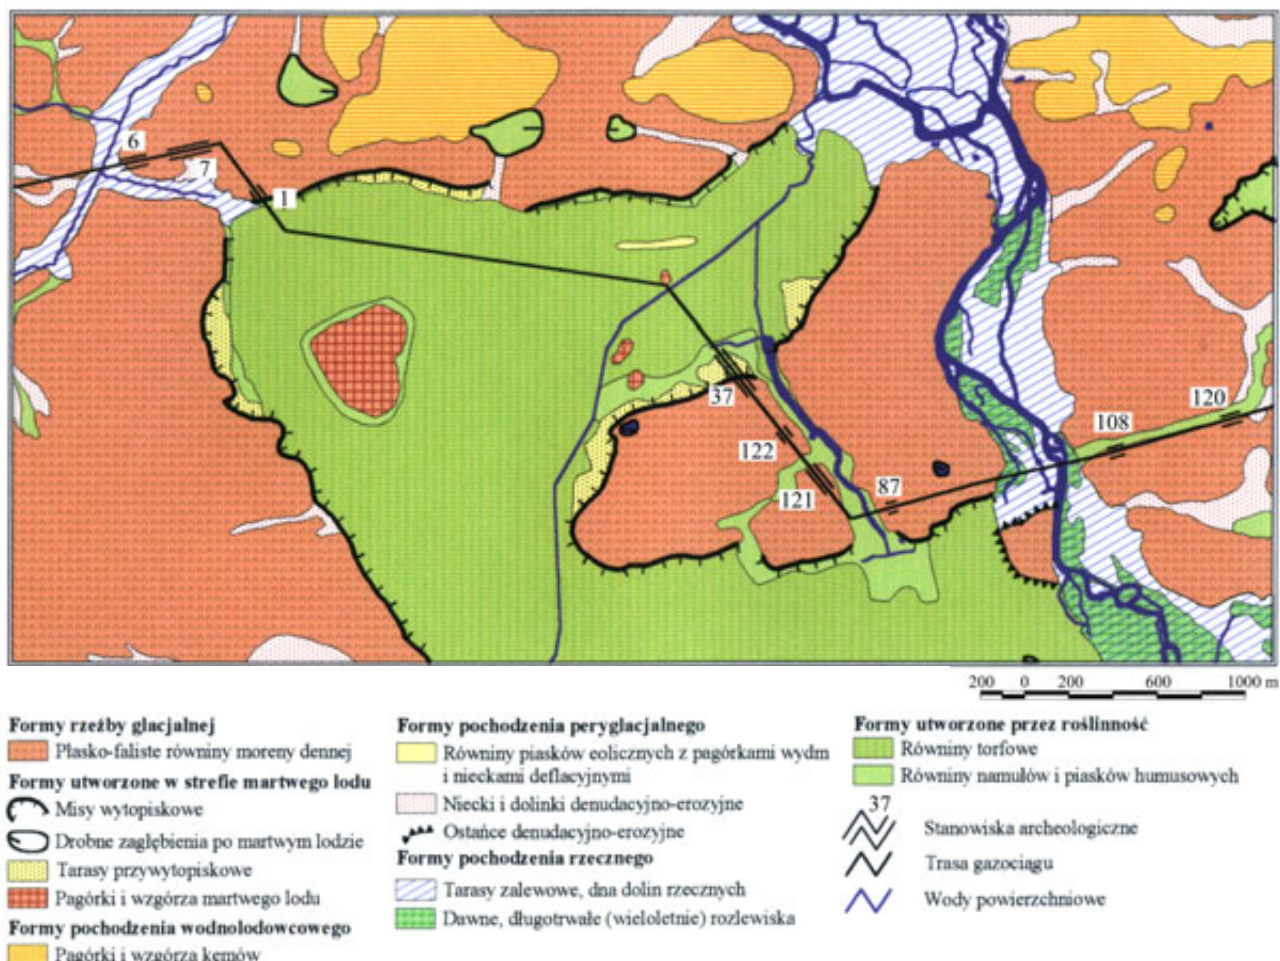 6
7
1
37
122
121
87
108
120
200 0 200 600 1000 m
Formy rzeźby glacjalnej
Płasko-faliste równiny moreny dennej
Formy utworzone w strefie martwego lodu
Misy wytopiskowe
Drobne zagłębienia po martwym lodzie
Tarasy przywytopiskowe
Pagórki i wzgórza martwego lodu
Formy pochodzenia wodnolodowcowego
Pagórki i wzgórza kemów
Formy pochodzenia peryglacjalnego
Równiny piasków eolicznych z pagórkami wydm
i nieckami deflacyjnymi
Niecki i dolinki denudacyjno-erozyjne
Ostańce denudacyjno-erozyjne
Formy pochodzenia rzecznego
Tarasy zalewowe, dna dolin rzecznych
Dawne, długotrwałe (wieloletnie) rozlewiska
Formy utworzone przez roślinność
Równiny torfowe
Równiny namułów i piasków humusowych
37
Stanowiska archeologiczne
Trasa gazociągu
Wody powierzchniowe